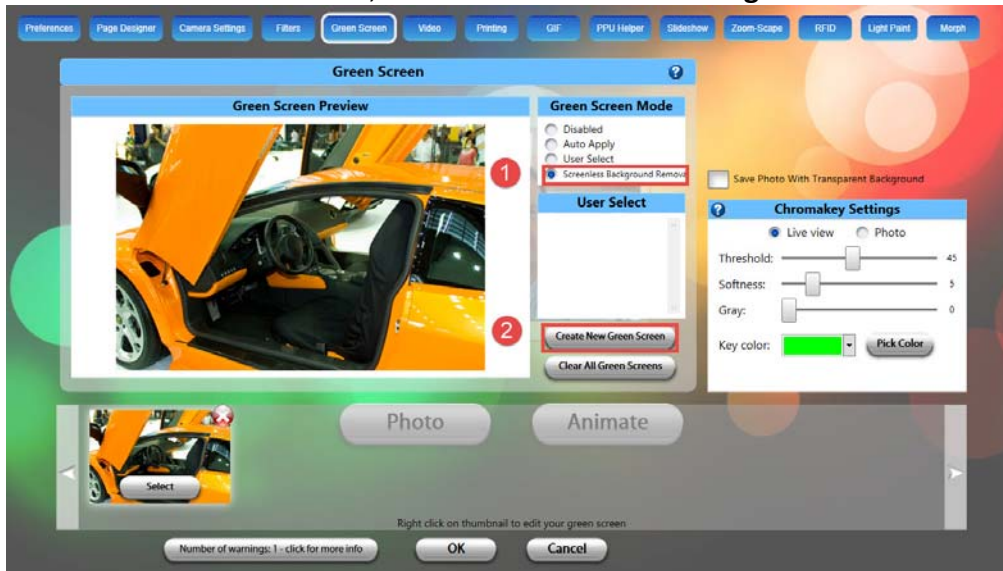 Preferences Page Designer Camera Settings Filters Green Screen Video Printing GIF PPU Helper Slideshow Zoom-Scape RFID Light Paint Morph
Green Screen ?
Green Screen Preview
Green Screen Mode
Disabled
Auto Apply
User Select
1 Screenless Background Remova
Save Photo With Transparent Background
User Select
? Chromakey Settings
Live view Photo
Threshold: 45
Softness: 5
Gray: 0
Key color: Pick Color
2 Create New Green Screen
Clear All Green Screens
Photo Animate
Select
Right click on thumbnail to edit your green screen
Number of warnings: 1 - click for more info OK Cancel